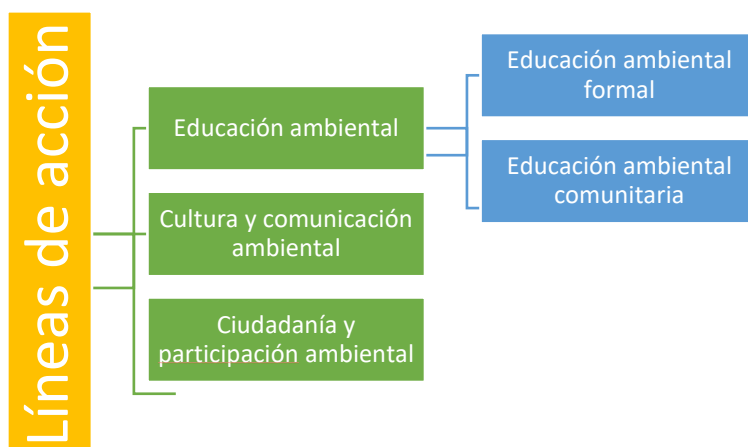 Líneas de acción
Educación ambiental
Cultura y comunicación
ambiental
Ciudadanía y
participación ambiental
Educación ambiental
formal
Educación ambiental
comunitaria